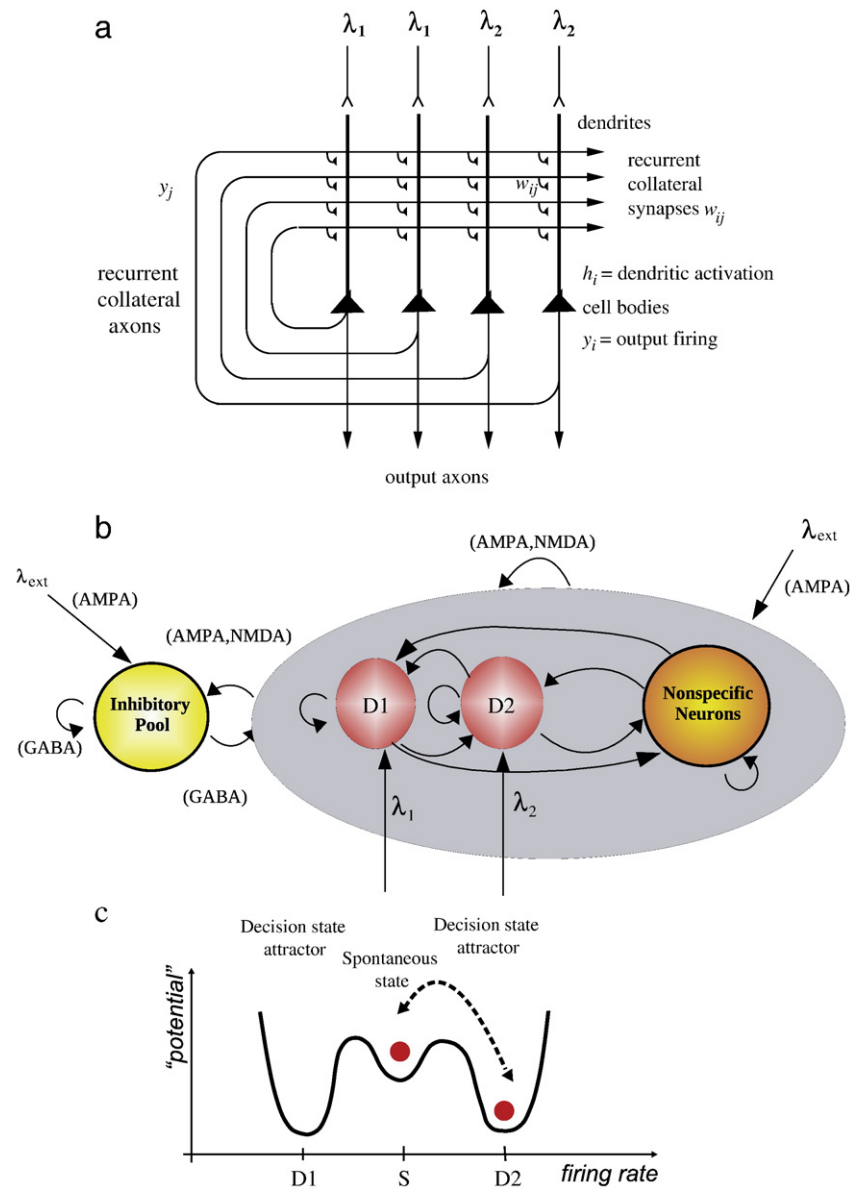 a
λ1 λ1 λ2 λ2
dendrites
yj
wij
recurrent
collateral
synapses wij
recurrent
collateral
axons
hi = dendritic activation
cell bodies
yi = output firing
output axons
b
(AMPA,NMDA)
λext
λext
(AMPA)
(AMPA)
(AMPA,NMDA)
Inhibitory
Pool
D1
D2
Nonspecific
Neurons
(GABA)
(GABA)
λ1
λ2
c
Decision state
attractor
Spontaneous
state
Decision state
attractor
"potential"
D1
S
D2
firing rate